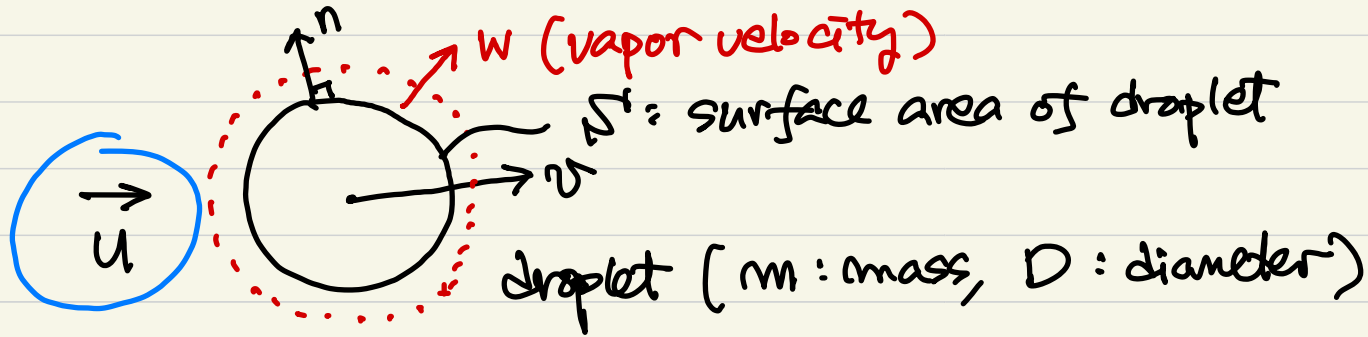 n
w (vapor velocity)
S: surface area of droplet
v
u
droplet (m: mass, D: diameter)